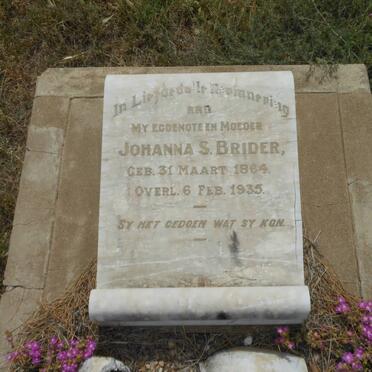 In Liefdevolle Herinnering
aan
My Eggenote en Moeder
Johanna S. Brider,
Geb. 31 Maart 1864.
Overl. 6 Feb. 1935.
Sy het gedoen wat sy kon.